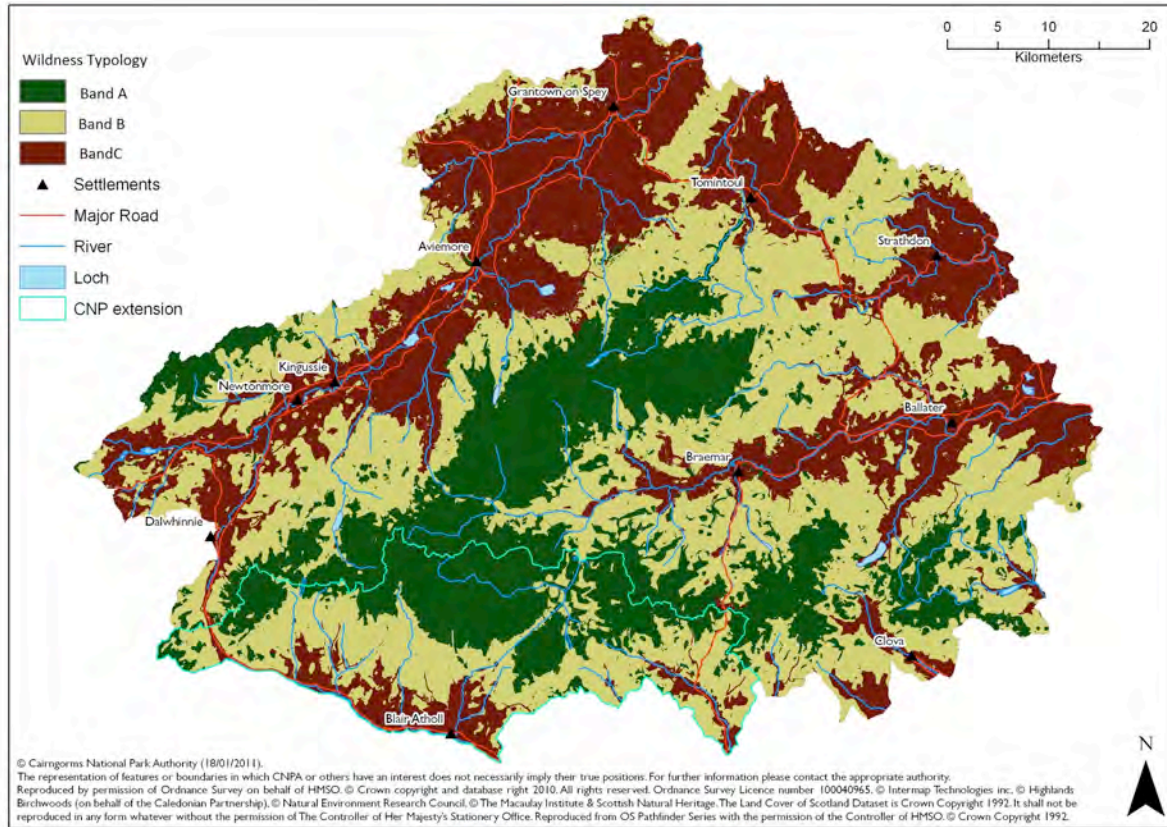 0 10 20
Kilometers
Wildness Typology
Band A
Band B
BandC
Settlements
Major Road
River
Loch
CNP extension
Grantown on Spey
Tomintoul
Strathdon
Aviemore
Kingussie
Newtonmore
Ballater
Braemar
Dalwhinnie
Clova
Blair Atholl
N
© Cairngorms National Park Authority (18/01/2011).
The representation of features or boundaries in which CNPA or others have an interest does not necessarily imply their true positions. For further information please contact the appropriate authority.
Reproduced by permission of Ordnance Survey on behalf of HMSO. © Crown copyright and database right 2010. All rights reserved. Ordnance Survey Licence number 100040965. © Intermap Technologies inc. © Highlands
Birchwoods (on behalf of the Caledonian Partnership), © Natural Environment Research Council. © The Macaulay Institute & Scottish Natural Heritage. The Land Cover of Scotland Dataset is Crown Copyright 1992. It shall not be
reproduced in any form whatever without the permission of The Controller of Her Majesty's Stationery Office. Reproduced from OS Pathfinder Series with the permission of the Controller of HMSO. © Crown Copyright 1992.